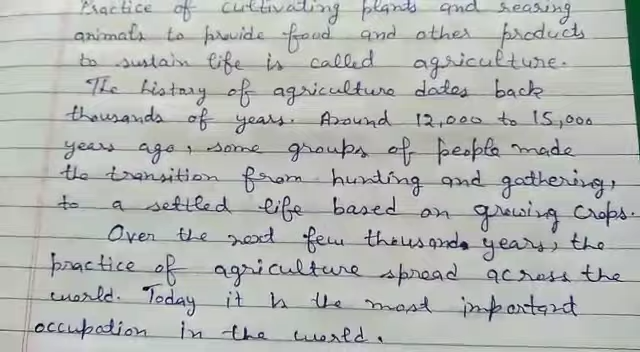 Practice of cultivating plants and rearing
animals to provide food and other products
to sustain life is called agriculture.
The history of agriculture dates back
thousands of years. Around 12,000 to 15,000
years ago, some groups of people made
the transition from hunting and gathering,
to a settled life based on growing crops.
Over the next few thousands years, the
practice of agriculture spread across the
world. Today it is the most important
occupation in the world.